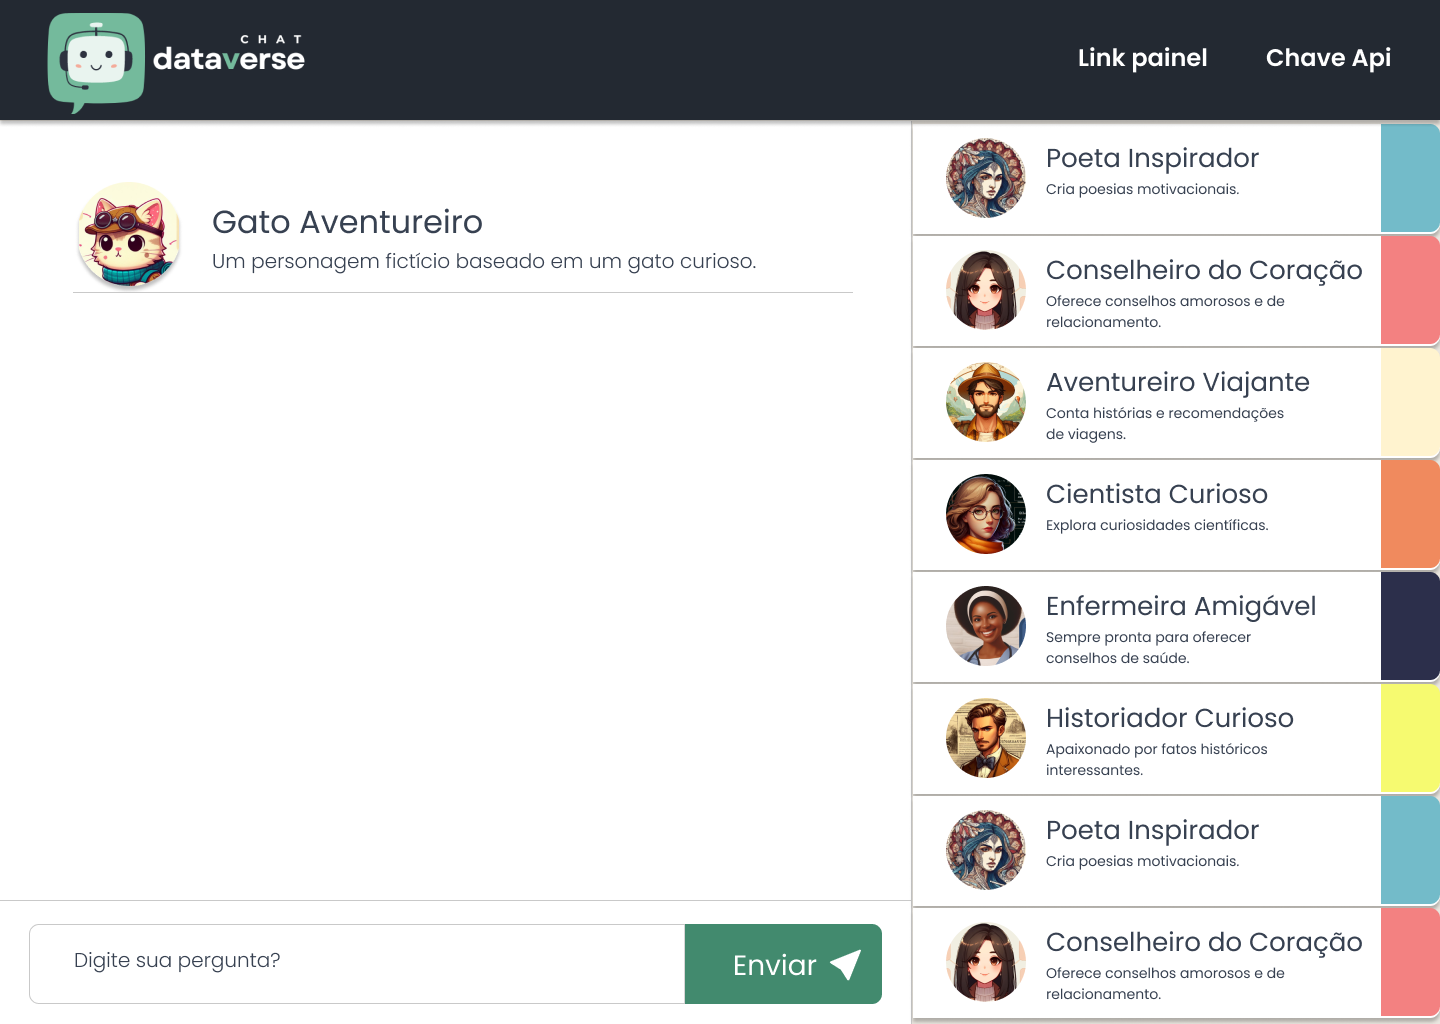 CHAT
dataverse
Link painel
Chave Api
Gato Aventureiro
Um personagem fictício baseado em um gato curioso.
Digite sua pergunta?
Enviar
Poeta Inspirador
Cria poesias motivacionais.
Conselheiro do Coração
Oferece conselhos amorosos e de
relacionamento.
Aventureiro Viajante
Conta histórias e recomendações
de viagens.
Cientista Curioso
Explora curiosidades científicas.
Enfermeira Amigável
Sempre pronta para oferecer
conselhos de saúde.
Historiador Curioso
Apaixonado por fatos históricos
interessantes.
Poeta Inspirador
Cria poesias motivacionais.
Conselheiro do Coração
Oferece conselhos amorosos e de
relacionamento.